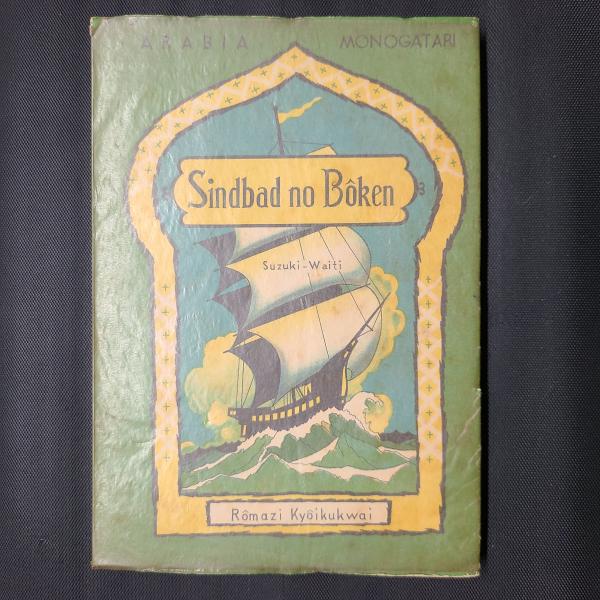 ARABIA MONOGATARI
Sindbad no Bôken
Suzuki-Waiti
Rômazi Kyôikukwai